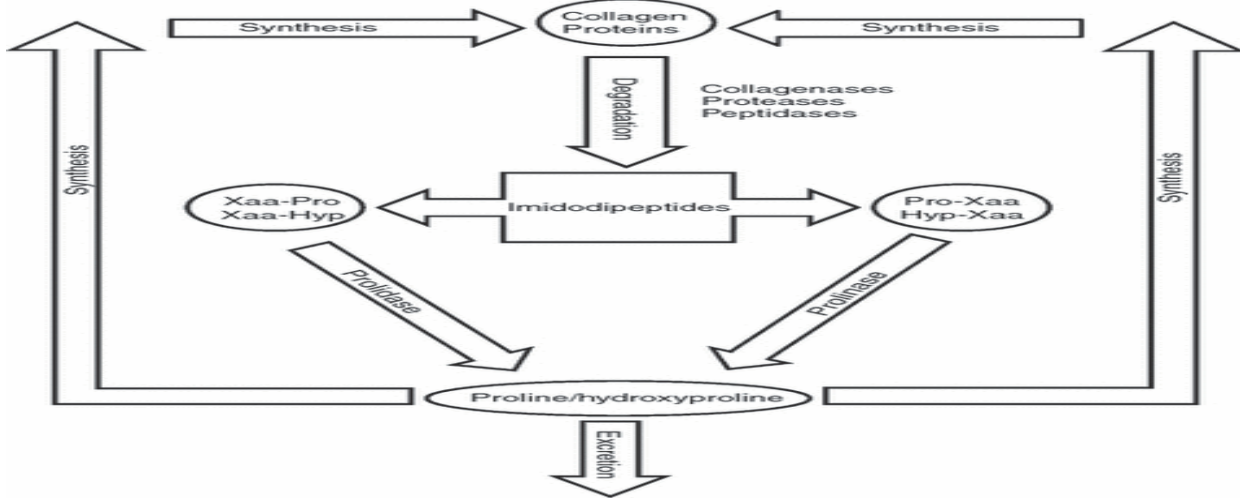 Collagen
Proteins
Synthesis
Synthesis
Degradation
Collagenases
Proteases
Peptidases
Synthesis
Synthesis
Xaa-Pro
Xaa-Hyp
Imidodipeptides
Pro-Xaa
Hyp-Xaa
Prolidase
Prolinase
Proline/hydroxyproline
Excretion